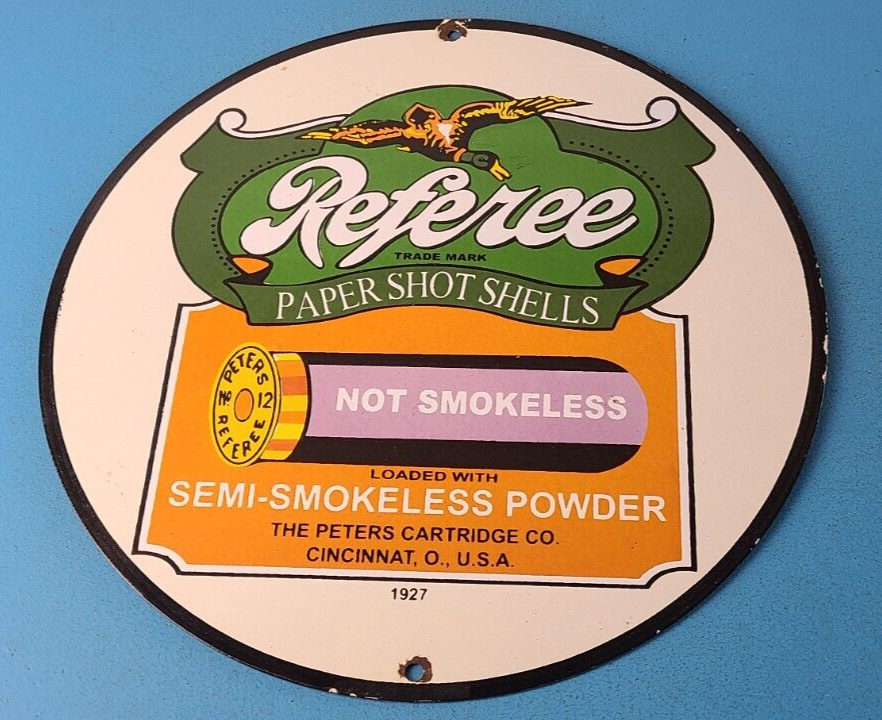 Referee
TRADE MARK
PAPER SHOT SHELLS
PETERS
No 12
REFEREE
NOT SMOKELESS
LOADED WITH
SEMI-SMOKELESS POWDER
THE PETERS CARTRIDGE CO.
CINCINNAT, O., U.S.A.
1927